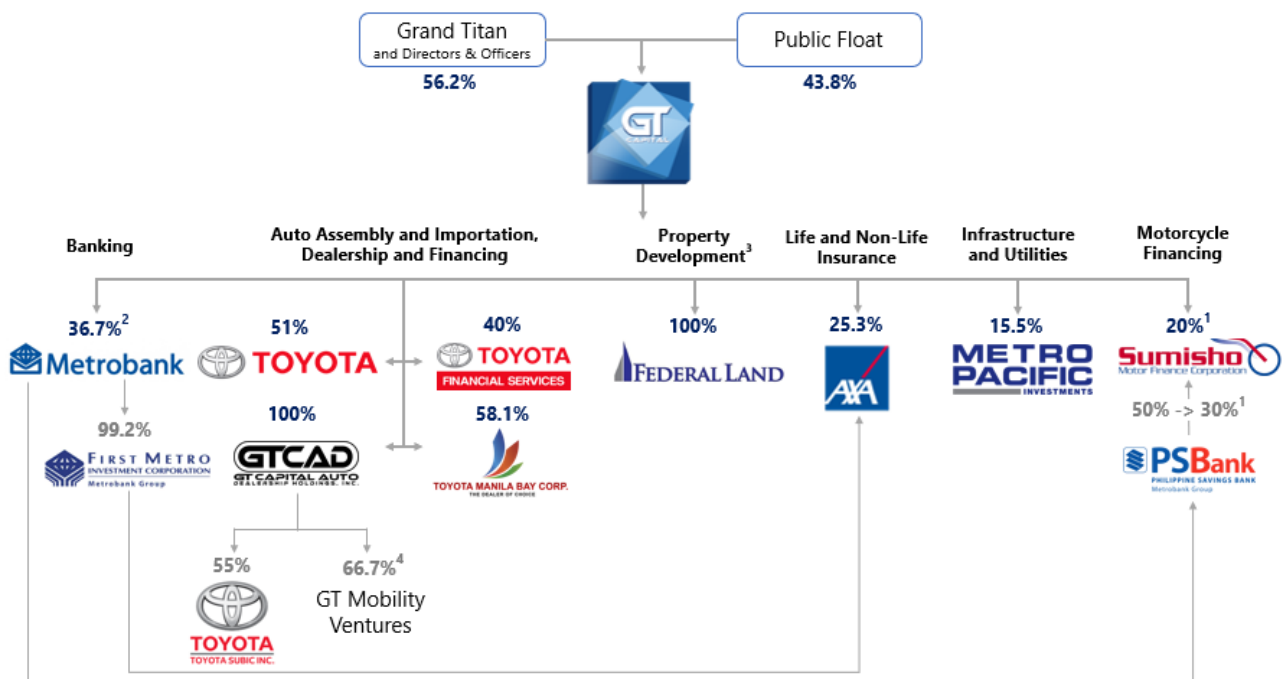 Grand Titan
and Directors & Officers
Public Float
56.2%
43.8%
GT
CAPITAL
Banking
Auto Assembly and Importation,
Dealership and Financing
Property
Development³
Life and Non-Life
Insurance
Infrastructure
and Utilities
Motorcycle
Financing
36.7%²
Metrobank
51%
TOYOTA
40%
TOYOTA
FINANCIAL SERVICES
100%
FEDERAL LAND
25.3%
AXA
15.5%
METRO
PACIFIC
INVESTMENTS
20%¹
Sumisho
Motor Finance Corporation
99.2%
FIRST METRO
INVESTMENT CORPORATION
Metrobank Group
100%
GTCAD
GT CAPITAL AUTO
DEALERSHIP HOLDINGS, INC.
58.1%
TOYOTA MANILA BAY CORP.
THE DEALER OF CHOICE
50% -> 30%¹
PSBank
PHILIPPINE SAVINGS BANK
Metrobank Group
55%
TOYOTA
TOYOTA SUBIC INC.
66.7%⁴
GT Mobility
Ventures